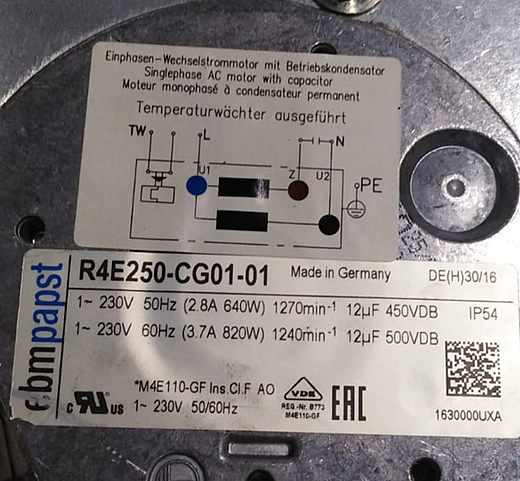 Einphasen-Wechselstrommotor mit Betriebskondensator
Singlephase AC motor with capacitor
Moteur monophasé à condensateur permanent
Temperaturwächter ausgeführt
TW L N
U1 Z U2
PE
ebmpapst
R4E250-CG01-01 Made in Germany DE(H)30/16
1~ 230V 50Hz (2.8A 640W) 1270min⁻¹ 12µF 450VDB IP54
1~ 230V 60Hz (3.7A 820W) 1240min⁻¹ 12µF 500VDB
*M4E110-GF Ins.Cl.F AO
1~ 230V 50/60Hz
c RU US
VDE
REG.-Nr. B773
M4E110-GF
EAC
1630000UXA